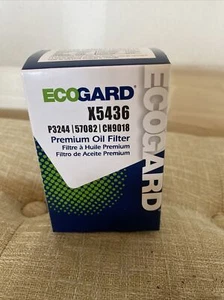 ECOGARD®
X5436
P3244 | 57082 | CH9018
Premium Oil Filter
Filtre à Huile Premium
Filtro de Aceite Premium
ECOGARD